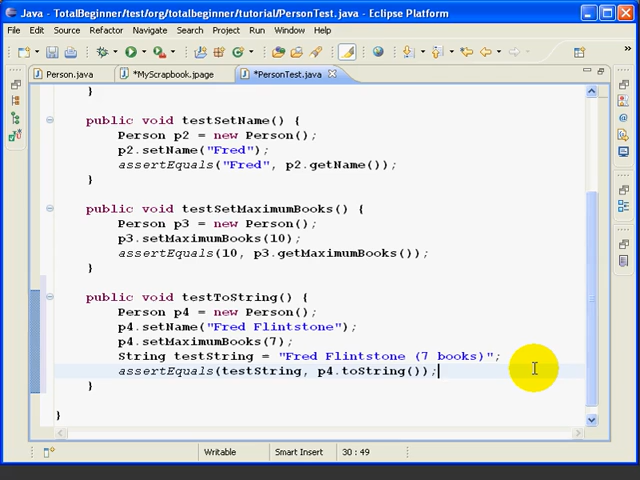 Java - TotalBeginner/test/org/totalbeginner/tutorial/PersonTest.java - Eclipse Platform
File Edit Source Refactor Navigate Search Project Run Window Help
Person.java *MyScrapbook.jpage *PersonTest.java
}
public void testSetName() {
Person p2 = new Person();
p2.setName("Fred");
assertEquals("Fred", p2.getName());
}
public void testSetMaximumBooks() {
Person p3 = new Person();
p3.setMaximumBooks(10);
assertEquals(10, p3.getMaximumBooks());
}
public void testToString() {
Person p4 = new Person();
p4.setName("Fred Flintstone");
p4.setMaximumBooks(7);
String testString = "Fred Flintstone (7 books)";
assertEquals(testString, p4.toString());
}
}
Writable Smart Insert 30 : 49